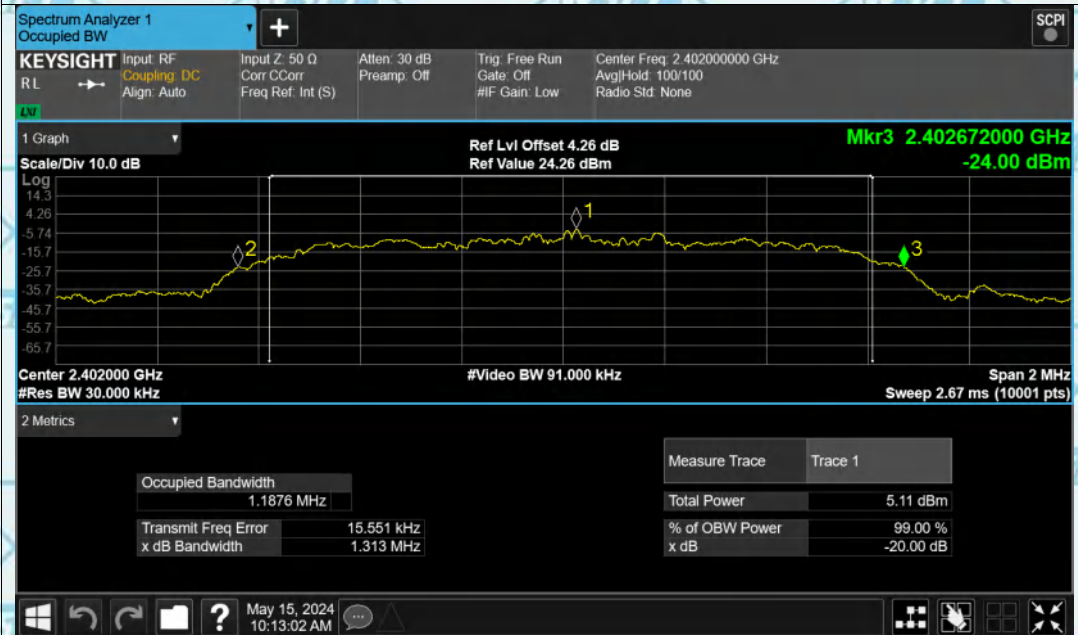 Spectrum Analyzer 1
Occupied BW
+
SCPI
KEYSIGHT
RL
LXI
Input: RF
Coupling: DC
Align: Auto
Input Z: 50 Ω
Corr CCorr
Freq Ref: Int (S)
Atten: 30 dB
Preamp: Off
Trig: Free Run
Gate: Off
#IF Gain: Low
Center Freq: 2.402000000 GHz
Avg|Hold: 100/100
Radio Std: None
1 Graph
Scale/Div 10.0 dB
Ref Lvl Offset 4.26 dB
Ref Value 24.26 dBm
Mkr3 2.402672000 GHz
-24.00 dBm
Log
14.3
4.26
-5.74
-15.7
-25.7
-35.7
-45.7
-55.7
-65.7
2
1
3
Center 2.402000 GHz
#Res BW 30.000 kHz
#Video BW 91.000 kHz
Span 2 MHz
Sweep 2.67 ms (10001 pts)
2 Metrics
Occupied Bandwidth
1.1876 MHz
Transmit Freq Error 15.551 kHz
x dB Bandwidth 1.313 MHz
Measure Trace Trace 1
Total Power 5.11 dBm
% of OBW Power 99.00 %
x dB -20.00 dB
?
May 15, 2024
10:13:02 AM